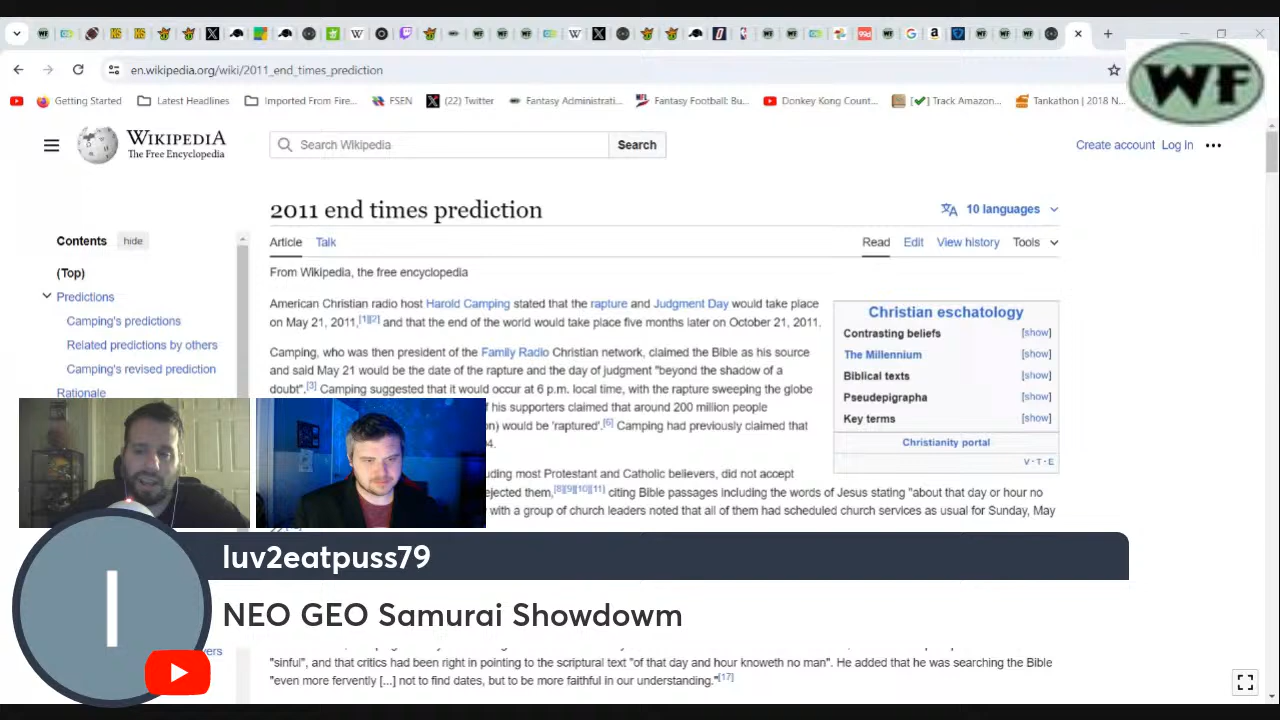 en.wikipedia.org/wiki/2011_end_times_prediction
WF
Getting Started
Latest Headlines
Imported From Fire...
FSEN
(22) Twitter
Fantasy Administrati...
Fantasy Football: Bu...
Donkey Kong Count...
Track Amazon...
Tankathon | 2018 N...
WIKIPEDIA
The Free Encyclopedia
Search Wikipedia
Search
Create account Log in
2011 end times prediction
10 languages
Contents hide
Article Talk
Read Edit View history Tools
(Top)
Predictions
Camping's predictions
Related predictions by others
Camping's revised prediction
Rationale
From Wikipedia, the free encyclopedia
American Christian radio host Harold Camping stated that the rapture and Judgment Day would take place
on May 21, 2011,[1][2] and that the end of the world would take place five months later on October 21, 2011.
Camping, who was then president of the Family Radio Christian network, claimed the Bible as his source
and said May 21 would be the date of the rapture and the day of judgment "beyond the shadow of a
doubt".[3] Camping suggested that it would occur at 6 p.m. local time, with the rapture sweeping the globe
his supporters claimed that around 200 million people
would be 'raptured'.[6] Camping had previously claimed that
4.
Christian eschatology
Contrasting beliefs [show]
The Millennium [show]
Biblical texts [show]
Pseudepigrapha [show]
Key terms [show]
Christianity portal
V·T·E
uding most Protestant and Catholic believers, did not accept
ejected them,[8][9][10][11] citing Bible passages including the words of Jesus stating "about that day or hour no
with a group of church leaders noted that all of them had scheduled church services as usual for Sunday, May
luv2eatpuss79
l
NEO GEO Samurai Showdowm
"sinful", and that critics had been right in pointing to the scriptural text "of that day and hour knoweth no man". He added that he was searching the Bible
"even more fervently [...] not to find dates, but to be more faithful in our understanding."[17]